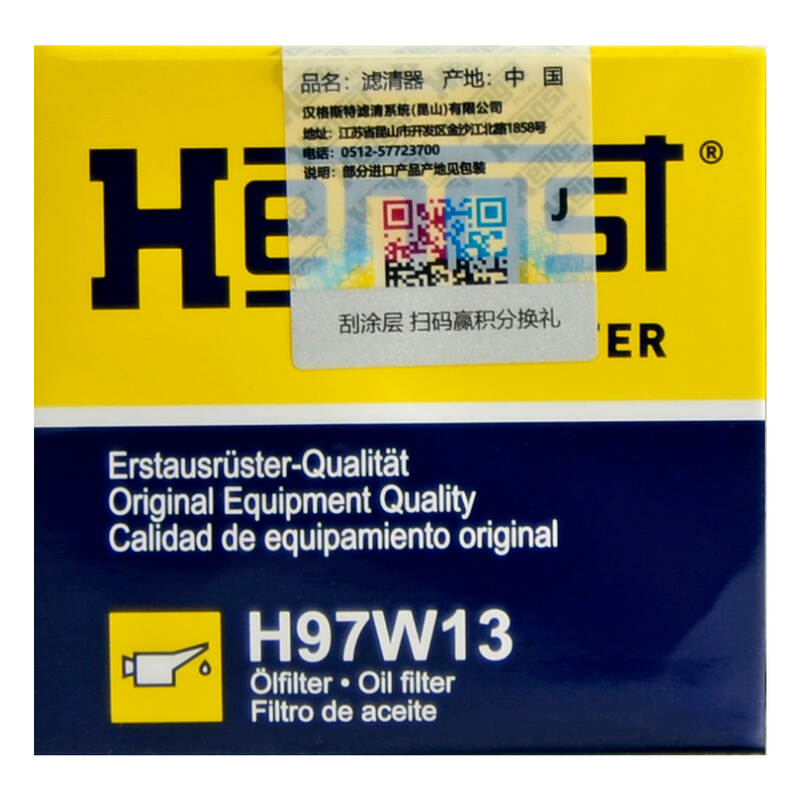 品名：滤清器 产地：中 国
汉格斯特滤清系统(昆山)有限公司
地址：江苏省昆山市开发区金沙江北路1858号
电话：0512-57723700
说明：部分进口产品产地见包装
Hengst®
J
刮涂层 扫码赢积分换礼
TER
Erstausrüster-Qualität
Original Equipment Quality
Calidad de equipamiento original
H97W13
Ölfilter • Oil filter
Filtro de aceite